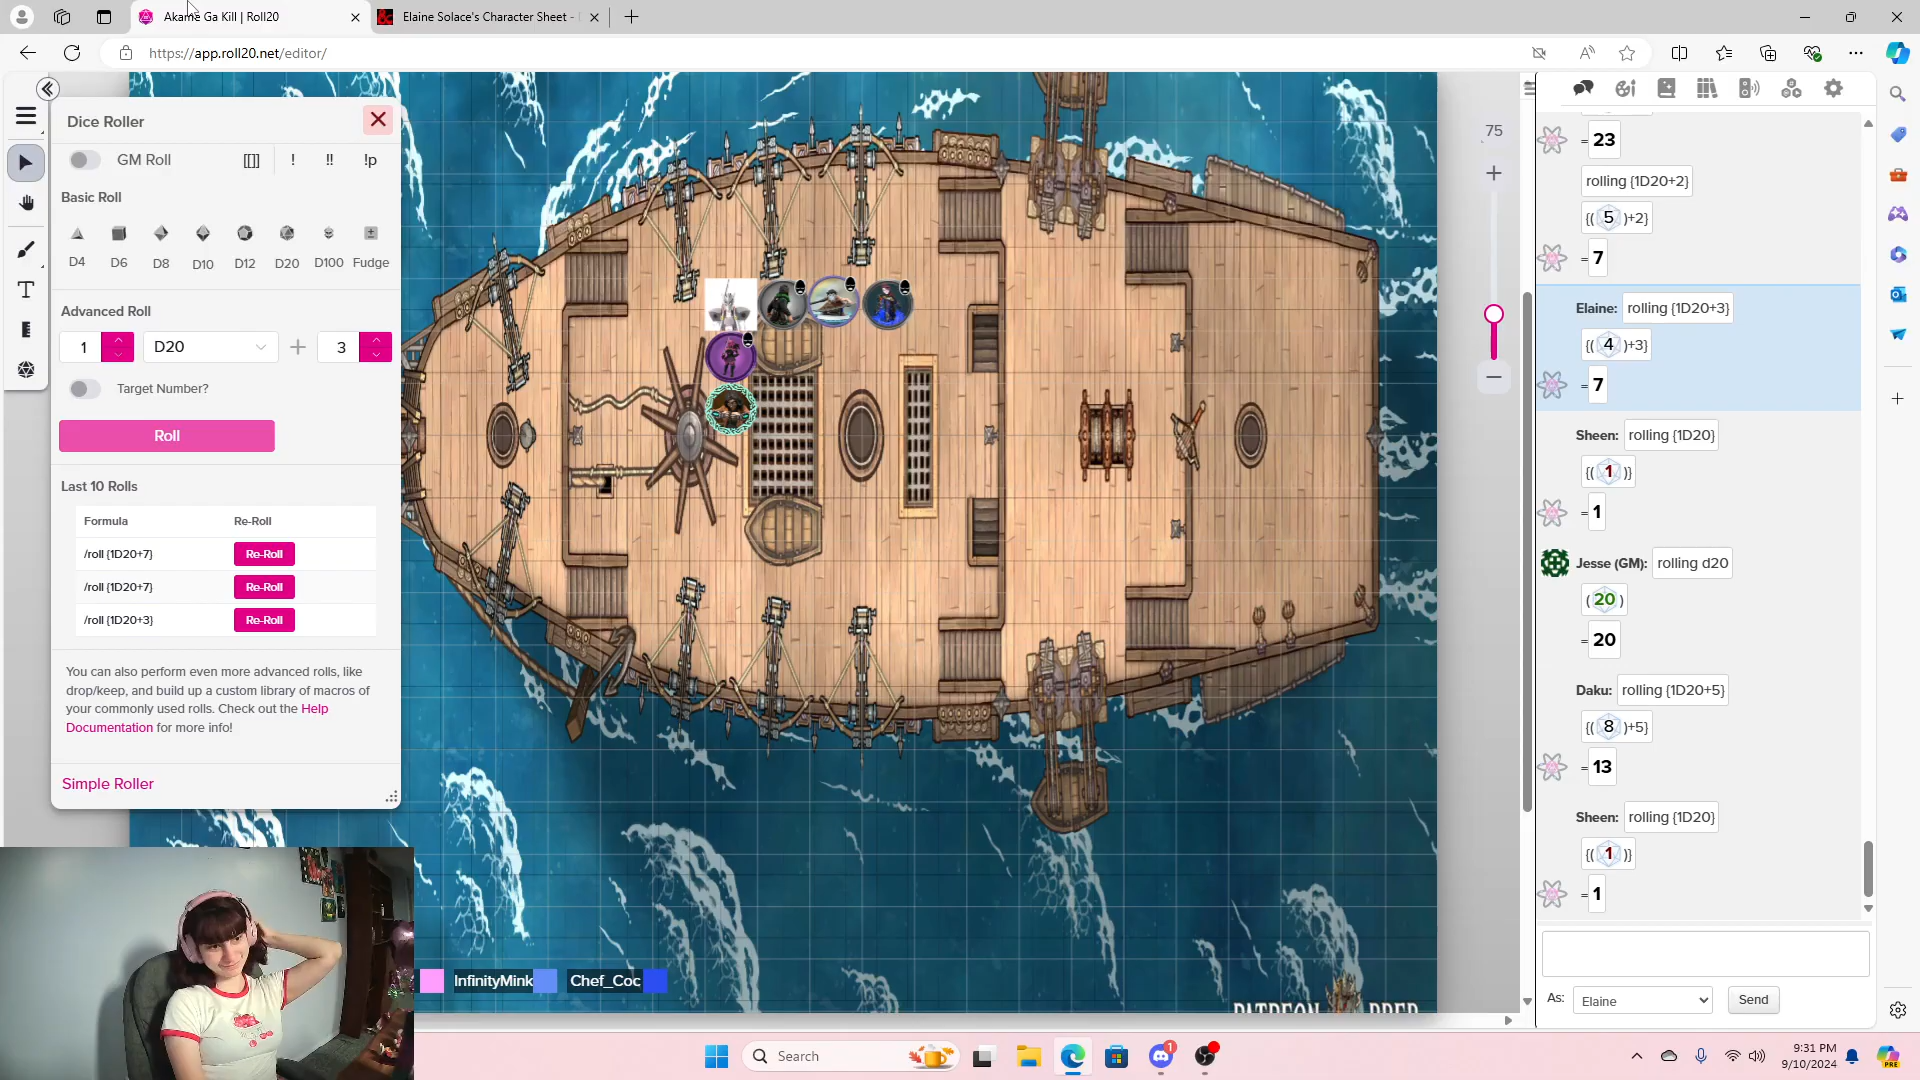 Akame Ga Kill | Roll20
Elaine Solace's Character Sheet -
https://app.roll20.net/editor/
Dice Roller
GM Roll
[[]] ! !! !p
Basic Roll
D4 D6 D8 D10 D12 D20 D100 Fudge
Advanced Roll
1 D20 + 3
Target Number?
Roll
Last 10 Rolls
Formula Re-Roll
/roll {1D20+7} Re-Roll
/roll {1D20+7} Re-Roll
/roll {1D20+3} Re-Roll
You can also perform even more advanced rolls, like
drop/keep, and build up a custom library of macros of
your commonly used rolls. Check out the Help
Documentation for more info!
Simple Roller
75
InfinityMink Chef_Coc
= 23
rolling {1D20+2}
{(5)+2}
= 7
Elaine: rolling {1D20+3}
{(4)+3}
= 7
Sheen: rolling {1D20}
{(1)}
= 1
Jesse (GM): rolling d20
(20)
= 20
Daku: rolling {1D20+5}
{(8)+5}
= 13
Sheen: rolling {1D20}
{(1)}
= 1
As: Elaine Send
Search
1
9:31 PM
9/10/2024
PRE